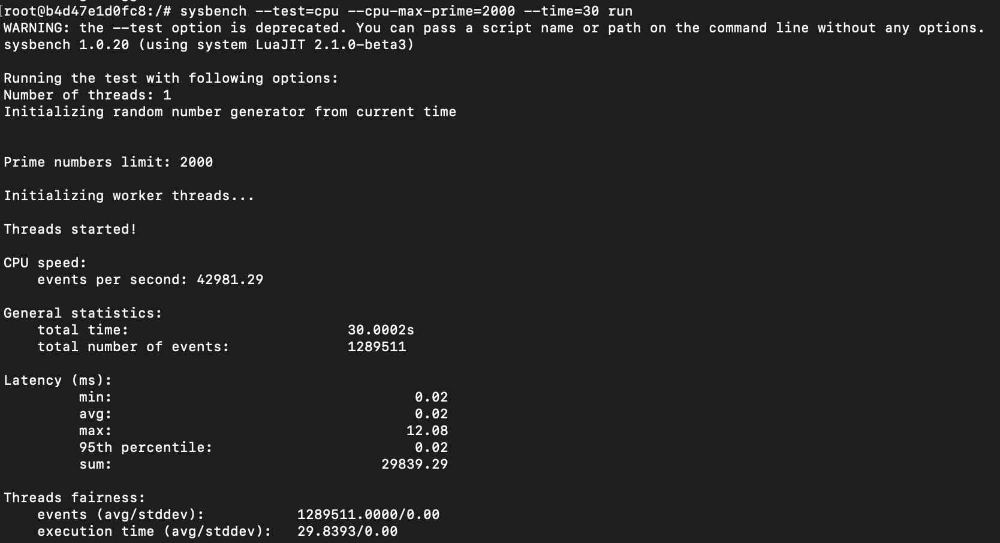 root@b4d47e1d0fc8:/# sysbench --test=cpu --cpu-max-prime=2000 --time=30 run
WARNING: the --test option is deprecated. You can pass a script name or path on the command line without any options.
sysbench 1.0.20 (using system LuaJIT 2.1.0-beta3)
Running the test with following options:
Number of threads: 1
Initializing random number generator from current time
Prime numbers limit: 2000
Initializing worker threads...
Threads started!
CPU speed:
events per second: 42981.29
General statistics:
total time: 30.0002s
total number of events: 1289511
Latency (ms):
min: 0.02
avg: 0.02
max: 12.08
95th percentile: 0.02
sum: 29839.29
Threads fairness:
events (avg/stddev): 1289511.0000/0.00
execution time (avg/stddev): 29.8393/0.00